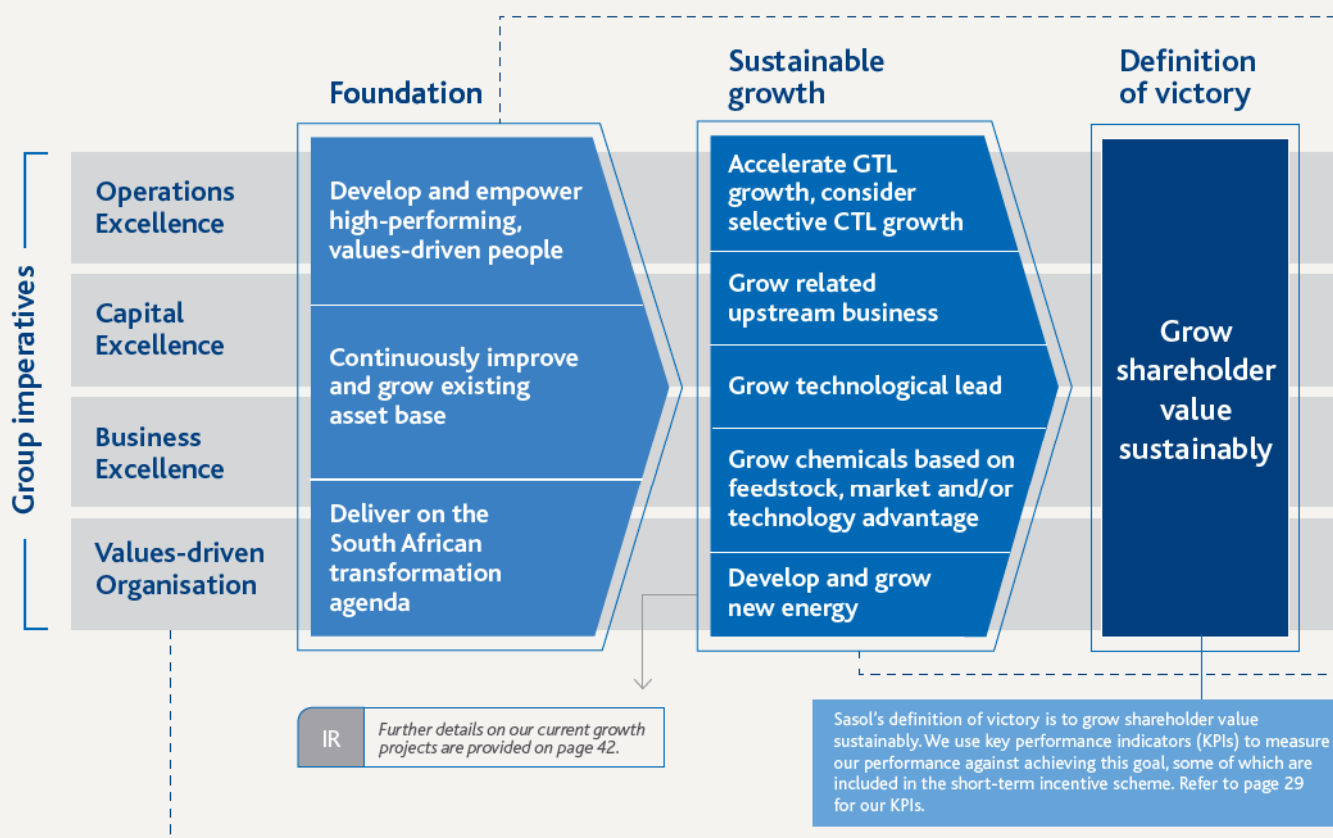 Foundation
Sustainable
growth
Definition
of victory
Group imperatives
Operations
Excellence
Capital
Excellence
Business
Excellence
Values-driven
Organisation
Develop and empower
high-performing,
values-driven people
Continuously improve
and grow existing
asset base
Deliver on the
South African
transformation
agenda
Accelerate GTL
growth, consider
selective CTL growth
Grow related
upstream business
Grow technological lead
Grow chemicals based on
feedstock, market and/or
technology advantage
Develop and grow
new energy
Grow
shareholder
value
sustainably
IR
Further details on our current growth
projects are provided on page 42.
Sasol's definition of victory is to grow shareholder value
sustainably. We use key performance indicators (KPIs) to measure
our performance against achieving this goal, some of which are
included in the short-term incentive scheme. Refer to page 29
for our KPIs.